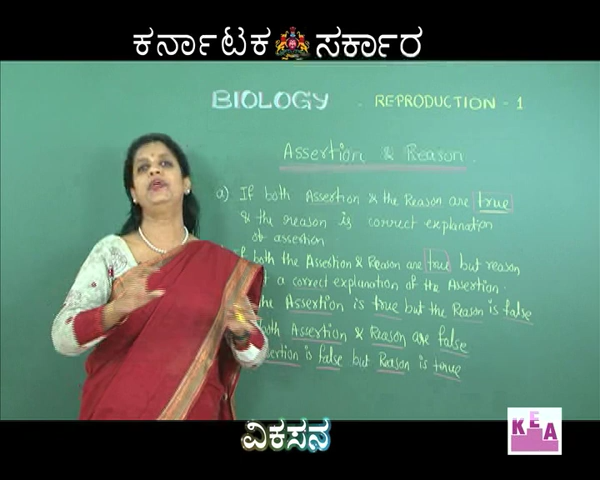 ಕರ್ನಾಟಕ ಸರ್ಕಾರ
BIOLOGY . REPRODUCTION - 1
Assertion & Reason .
a) If both Assertion & the Reason are true
& the reason is correct explanation
of assertion
If both the Assertion & Reason are true but reason
a correct explanation of the Assertion.
the Assertion is true but the Reason is false
both Assertion & Reason are false
is false but Reason is true
ವಿಕಸನ
KEA